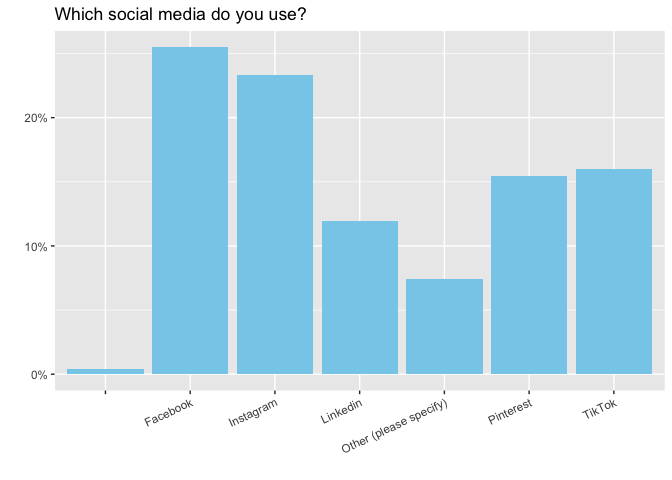 Which social media do you use?
20%
10%
0%
Facebook
Instagram
Linkedin
Other (please specify)
Pinterest
TikTok